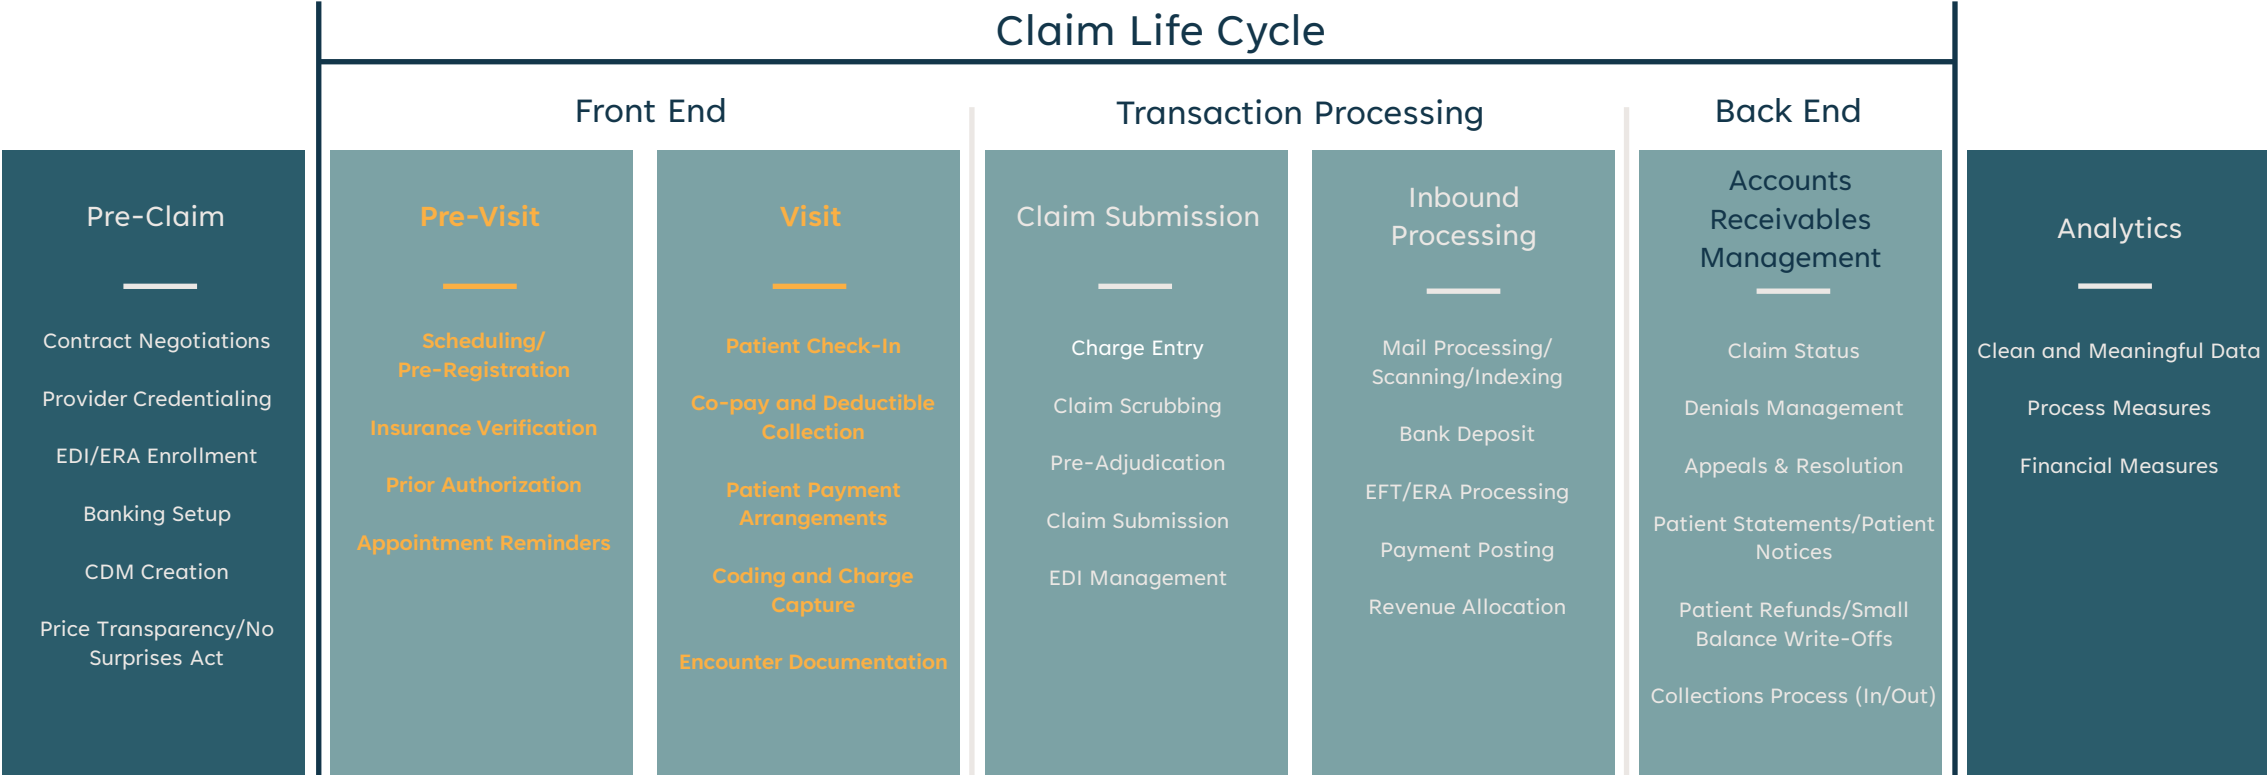 Claim Life Cycle
Front End
Transaction Processing
Back End
Pre-Claim
Contract Negotiations
Provider Credentialing
EDI/ERA Enrollment
Banking Setup
CDM Creation
Price Transparency/No
Surprises Act
Pre-Visit
Scheduling/
Pre-Registration
Insurance Verification
Prior Authorization
Appointment Reminders
Visit
Patient Check-In
Co-pay and Deductible
Collection
Patient Payment
Arrangements
Coding and Charge
Capture
Encounter Documentation
Claim Submission
Charge Entry
Claim Scrubbing
Pre-Adjudication
Claim Submission
EDI Management
Inbound
Processing
Mail Processing/
Scanning/Indexing
Bank Deposit
EFT/ERA Processing
Payment Posting
Revenue Allocation
Accounts
Receivables
Management
Claim Status
Denials Management
Appeals & Resolution
Patient Statements/Patient
Notices
Patient Refunds/Small
Balance Write-Offs
Collections Process (In/Out)
Analytics
Clean and Meaningful Data
Process Measures
Financial Measures